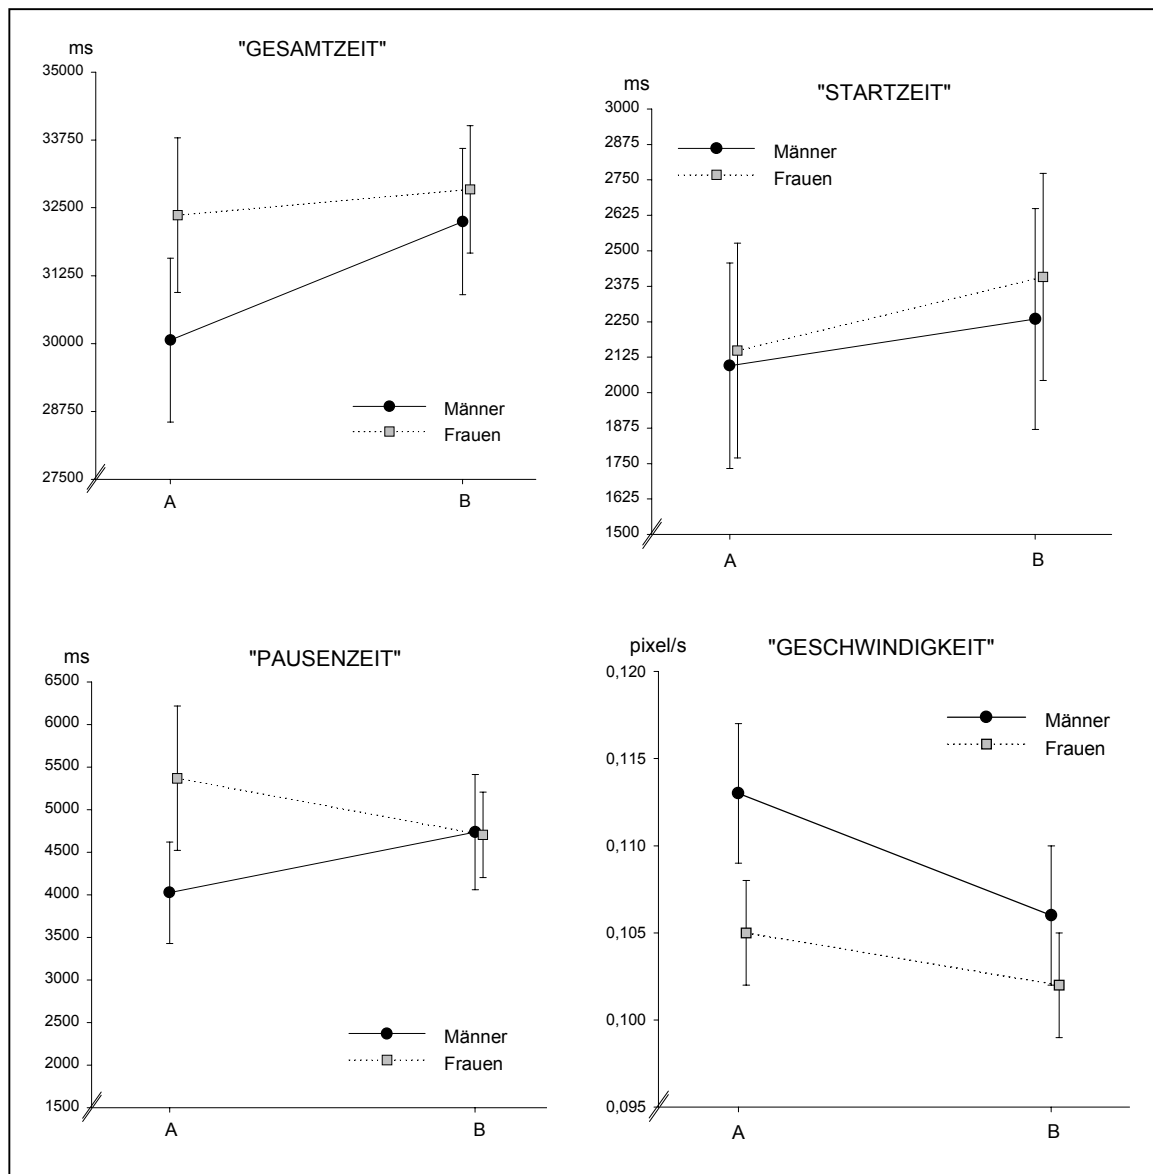 "GESAMTZEIT"
ms
35000
33750
32500
31250
30000
28750
27500
Männer
Frauen
A B
"STARTZEIT"
ms
3000
2875
2750
2625
2500
2375
2250
2125
2000
1875
1750
1625
1500
Männer
Frauen
A B
"PAUSENZEIT"
ms
6500
6000
5500
5000
4500
4000
3500
3000
2500
2000
1500
Männer
Frauen
A B
"GESCHWINDIGKEIT"
pixel/s
0,120
0,115
0,110
0,105
0,100
0,095
Männer
Frauen
A B